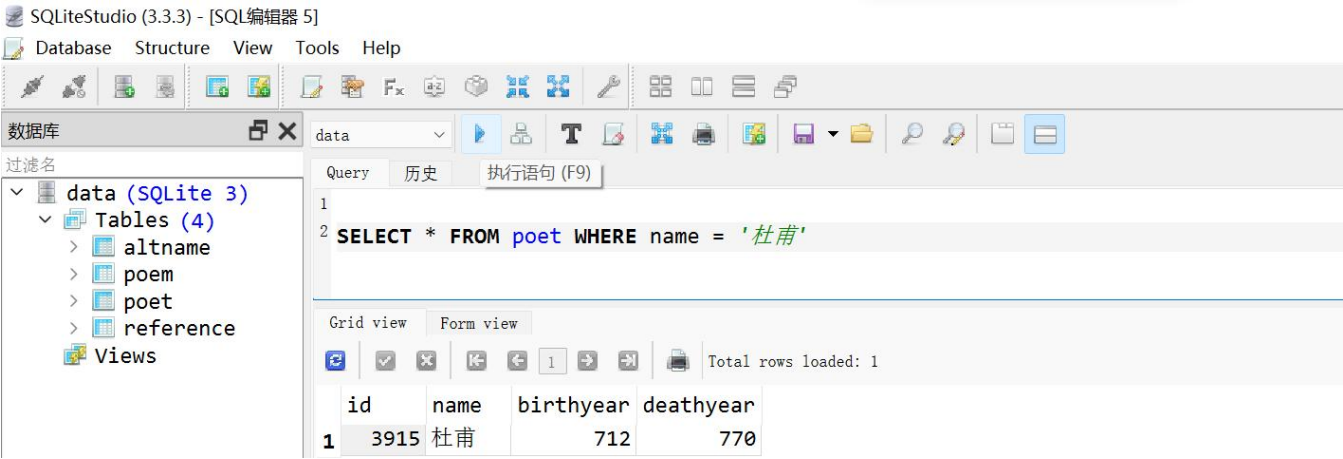 SQLiteStudio (3.3.3) - [SQL编辑器 5]
Database Structure View Tools Help
数据库
data
过滤名
Query 历史 执行语句 (F9)
data (SQLite 3)
Tables (4)
altname
poem
poet
reference
Views
1
2 SELECT * FROM poet WHERE name = '杜甫'
Grid view Form view
1 Total rows loaded: 1
id name birthyear deathyear
1 3915 杜甫 712 770